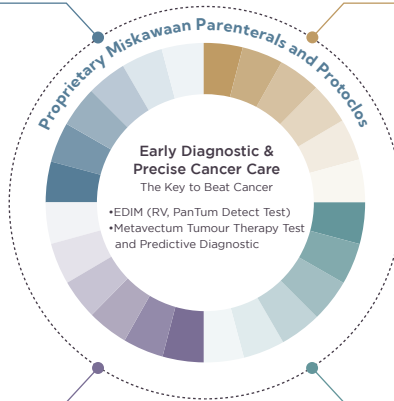 Proprietary Miskawaan Parenterals and Protoclos
Early Diagnostic &
Precise Cancer Care
The Key to Beat Cancer
•EDIM (RV, PanTum Detect Test)
•Metavectum Tumour Therapy Test
and Predictive Diagnostic